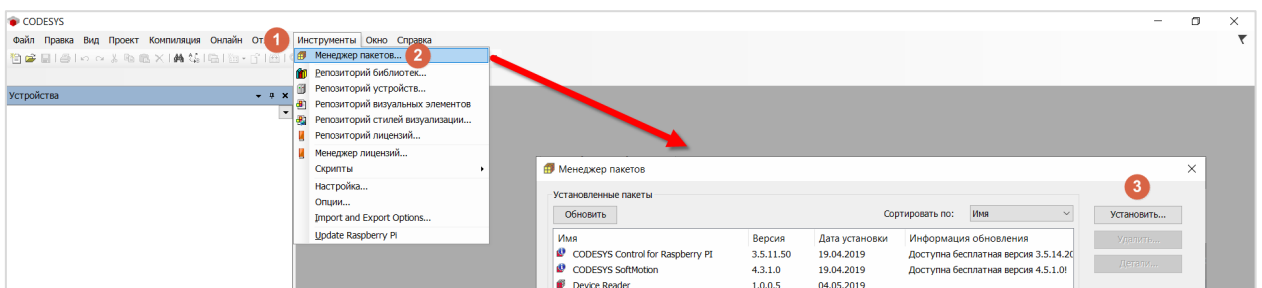 CODESYS
Файл Правка Вид Проект Компиляция Онлайн От 1 Инструменты Окно Справка
Менеджер пакетов... 2
Репозиторий библиотек...
Устройства
Репозиторий устройств...
Репозиторий визуальных элементов
Репозиторий стилей визуализации...
Репозиторий лицензий...
Менеджер лицензий...
Скрипты
Настройка...
Опции...
Import and Export Options...
Update Raspberry Pi
Менеджер пакетов
Установленные пакеты
3
Обновить Сортировать по: Имя Установить...
Имя Версия Дата установки Информация обновления Удалить...
CODESYS Control for Raspberry PI 3.5.11.50 19.04.2019 Доступна бесплатная версия 3.5.14.20
Детали...
CODESYS SoftMotion 4.3.1.0 19.04.2019 Доступна бесплатная версия 4.5.1.0!
Device Reader 1.0.0.5 04.05.2019